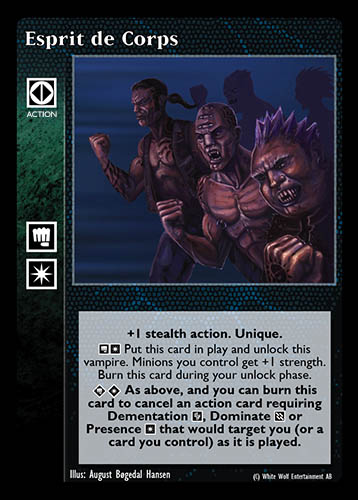 Esprit de Corps
ACTION
+1 stealth action. Unique.
Put this card in play and unlock this
vampire. Minions you control get +1 strength.
Burn this card during your unlock phase.
As above, and you can burn this
card to cancel an action card requiring
Dementation , Dominate or
Presence that would target you (or a
card you control) as it is played.
Illus: August Bøgedal Hansen
(C) White Wolf Entertainment AB